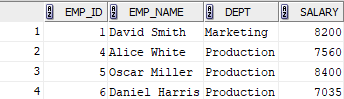 EMP_ID EMP_NAME DEPT SALARY
1 1 David Smith Marketing 8200
2 4 Alice White Production 7560
3 5 Oscar Miller Production 8400
4 6 Daniel Harris Production 7035